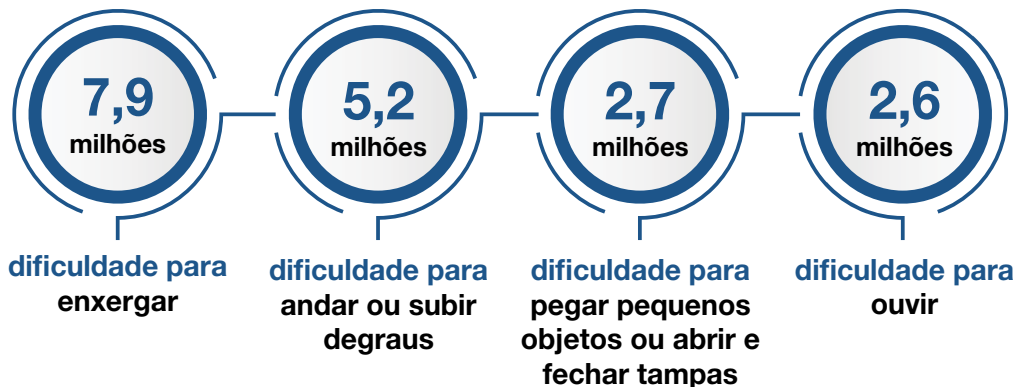 7,9
milhões
dificuldade para
enxergar
5,2
milhões
dificuldade para
andar ou subir
degraus
2,7
milhões
dificuldade para
pegar pequenos
objetos ou abrir e
fechar tampas
2,6
milhões
dificuldade para
ouvir